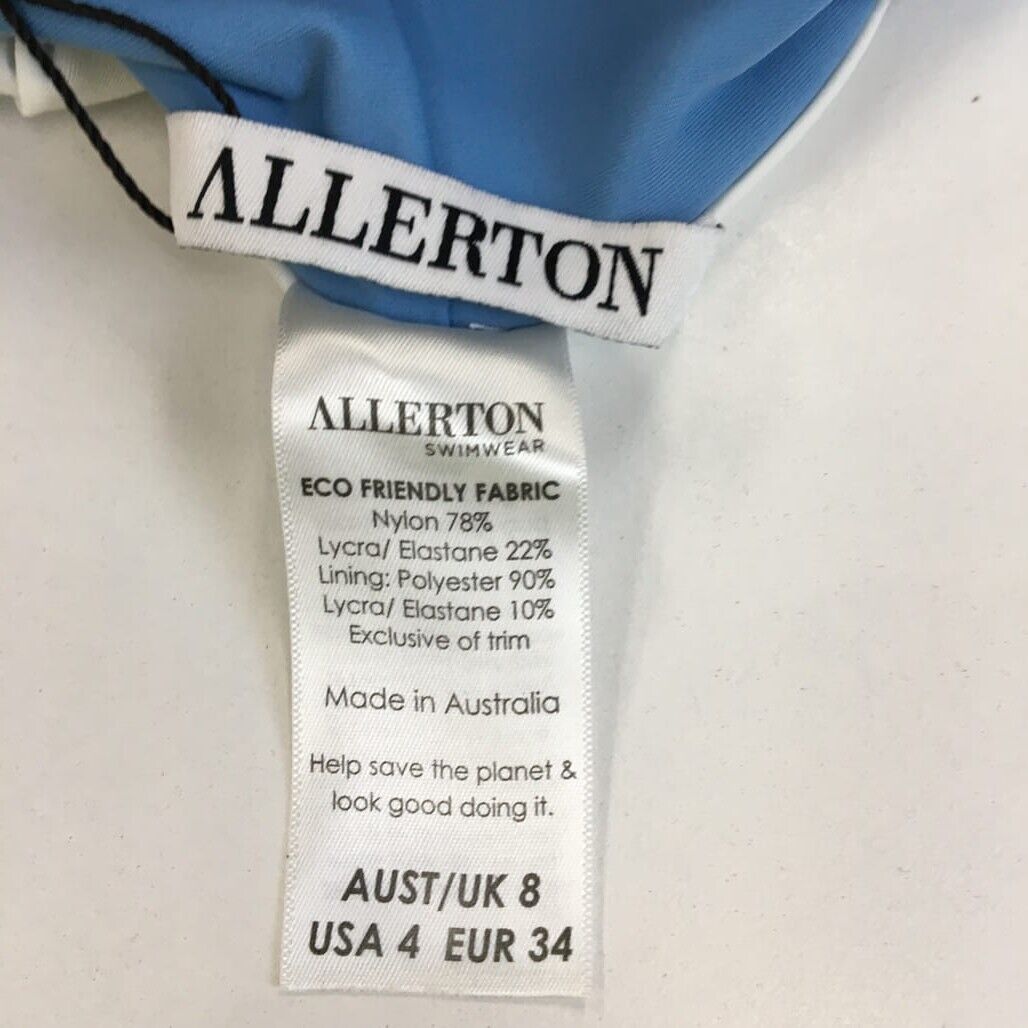 ALLERTON
ALLERTON
SWIMWEAR
ECO FRIENDLY FABRIC
Nylon 78%
Lycra/ Elastane 22%
Lining: Polyester 90%
Lycra/ Elastane 10%
Exclusive of trim
Made in Australia
Help save the planet &
look good doing it.
AUST/UK 8
USA 4 EUR 34